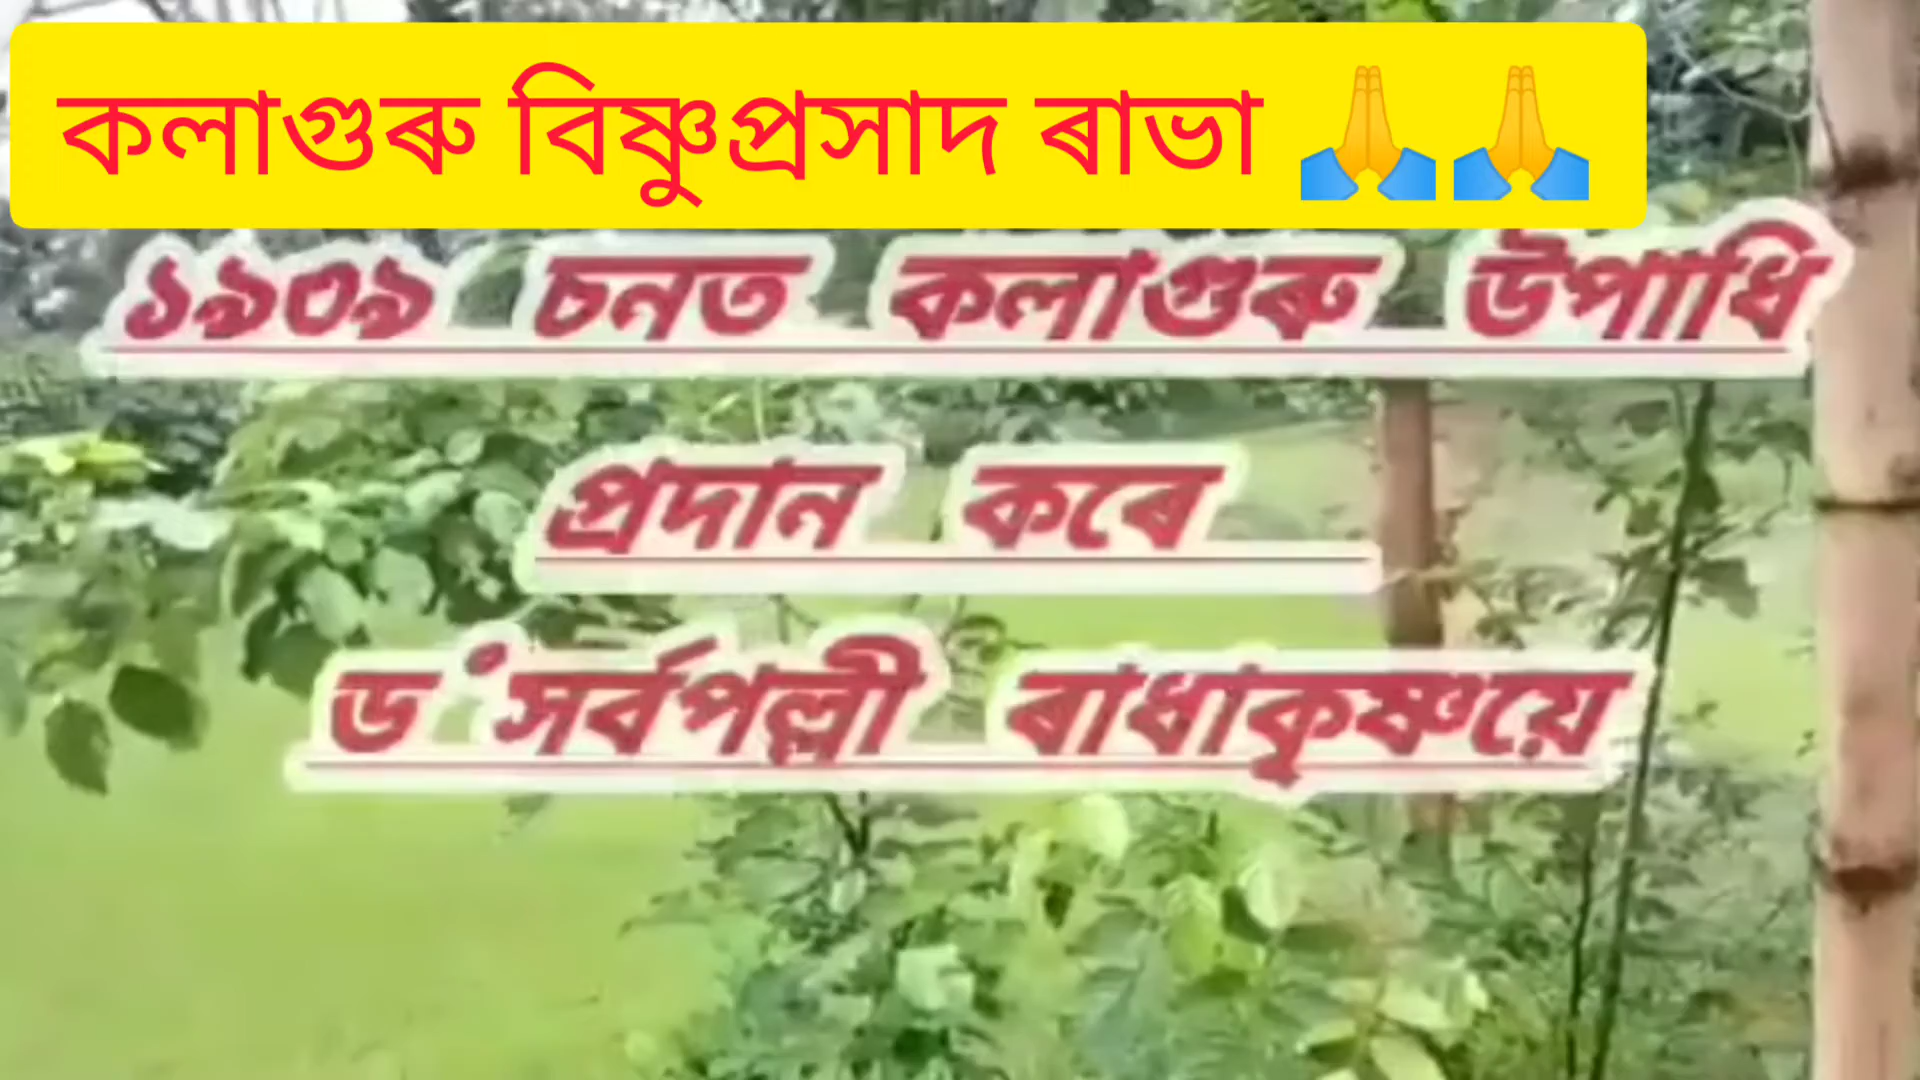 কলাগুৰু বিষ্ণুপ্ৰসাদ ৰাভা 🙏🙏
১৯০৯ চনত কলাগুৰু উপাধি
প্ৰদান কৰে
ড°সৰ্বপল্লী ৰাধাকৃষ্ণয়ে